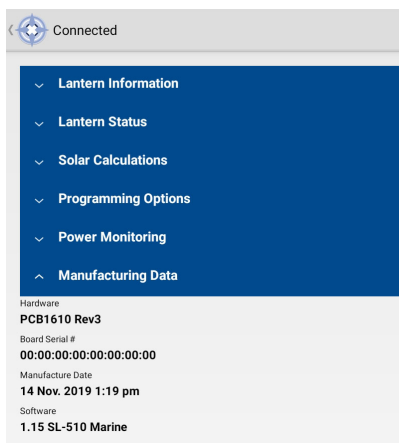 Connected
Lantern Information
Lantern Status
Solar Calculations
Programming Options
Power Monitoring
Manufacturing Data
Hardware
PCB1610 Rev3
Board Serial #
00:00:00:00:00:00:00:00
Manufacture Date
14 Nov. 2019 1:19 pm
Software
1.15 SL-510 Marine